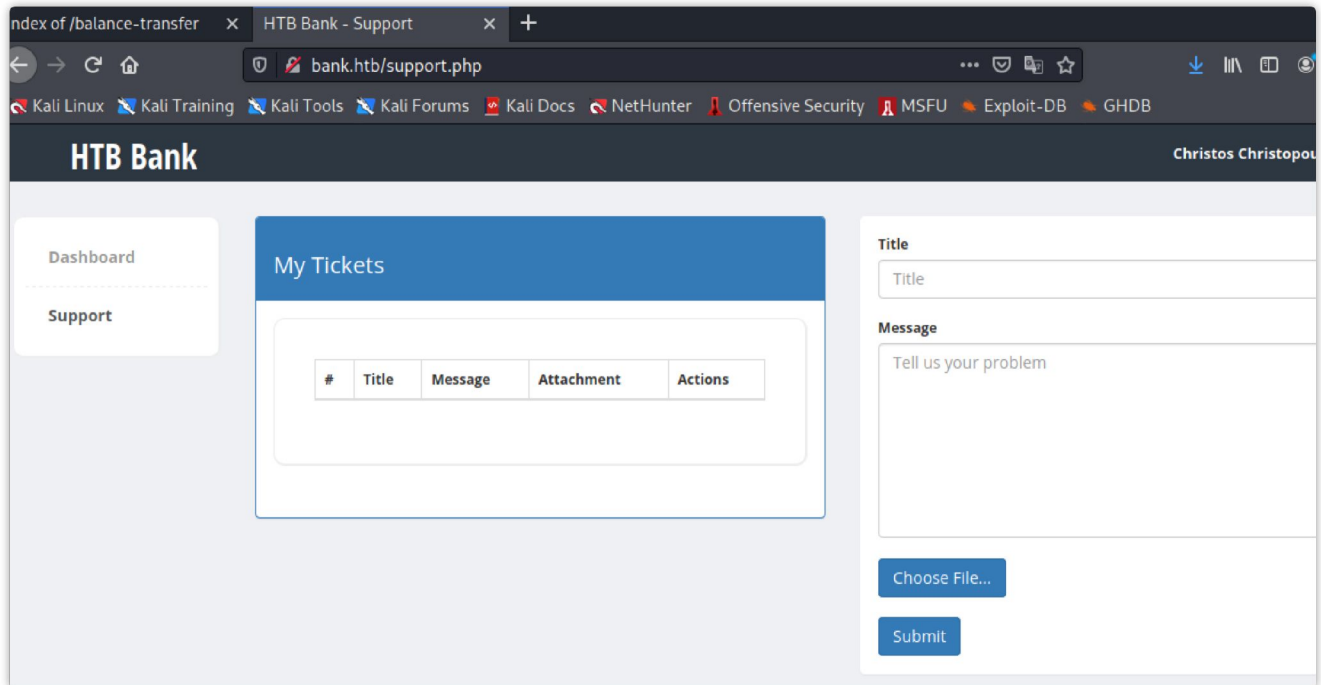 ndex of /balance-transfer
HTB Bank - Support
bank.htb/support.php
Kali Linux Kali Training Kali Tools Kali Forums Kali Docs NetHunter Offensive Security MSFU Exploit-DB GHDB
HTB Bank
Christos Christopou
Dashboard
Support
My Tickets
# Title Message Attachment Actions
Title
Title
Message
Tell us your problem
Choose File...
Submit